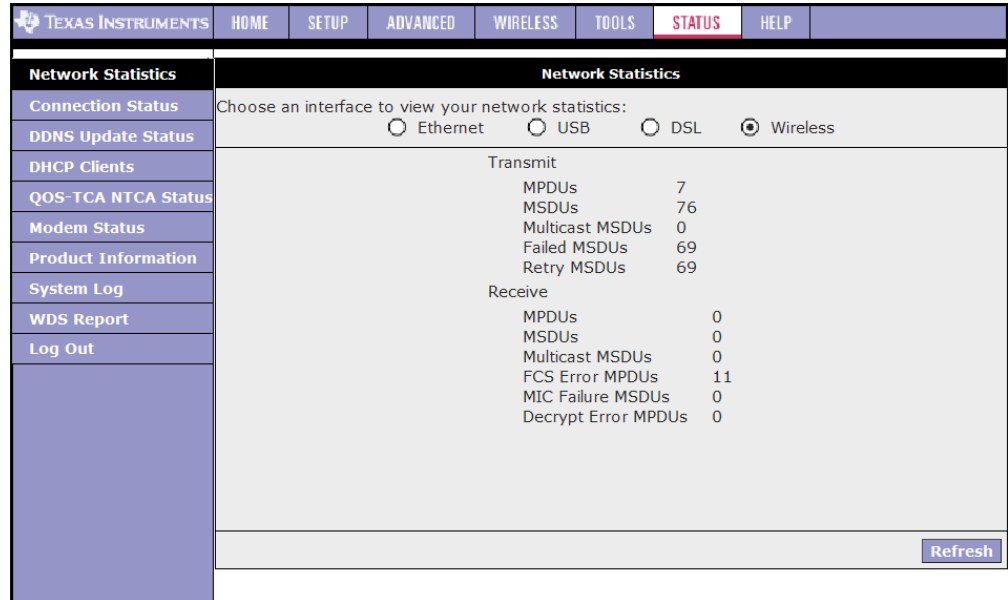 TEXAS INSTRUMENTS HOME SETUP ADVANCED WIRELESS TOOLS STATUS HELP
Network Statistics
Connection Status
DDNS Update Status
DHCP Clients
QOS-TCA NTCA Status
Modem Status
Product Information
System Log
WDS Report
Log Out
Network Statistics
Choose an interface to view your network statistics:
Ethernet USB DSL Wireless
Transmit
MPDUs 7
MSDUs 76
Multicast MSDUs 0
Failed MSDUs 69
Retry MSDUs 69
Receive
MPDUs 0
MSDUs 0
Multicast MSDUs 0
FCS Error MPDUs 11
MIC Failure MSDUs 0
Decrypt Error MPDUs 0
Refresh